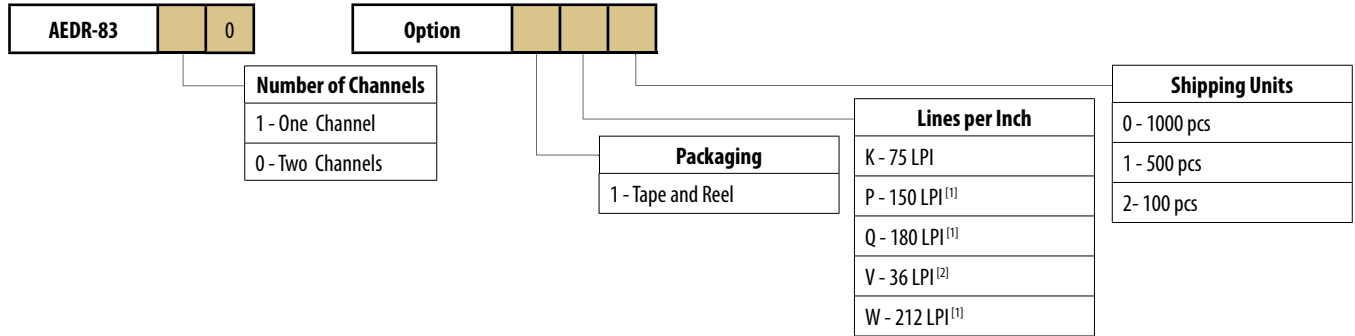 AEDR-83 0 Option
Number of Channels
1 - One Channel
0 - Two Channels
Packaging
1 - Tape and Reel
Lines per Inch
K - 75 LPI
P - 150 LPI [1]
Q - 180 LPI [1]
V - 36 LPI [2]
W - 212 LPI [1]
Shipping Units
0 - 1000 pcs
1 - 500 pcs
2- 100 pcs